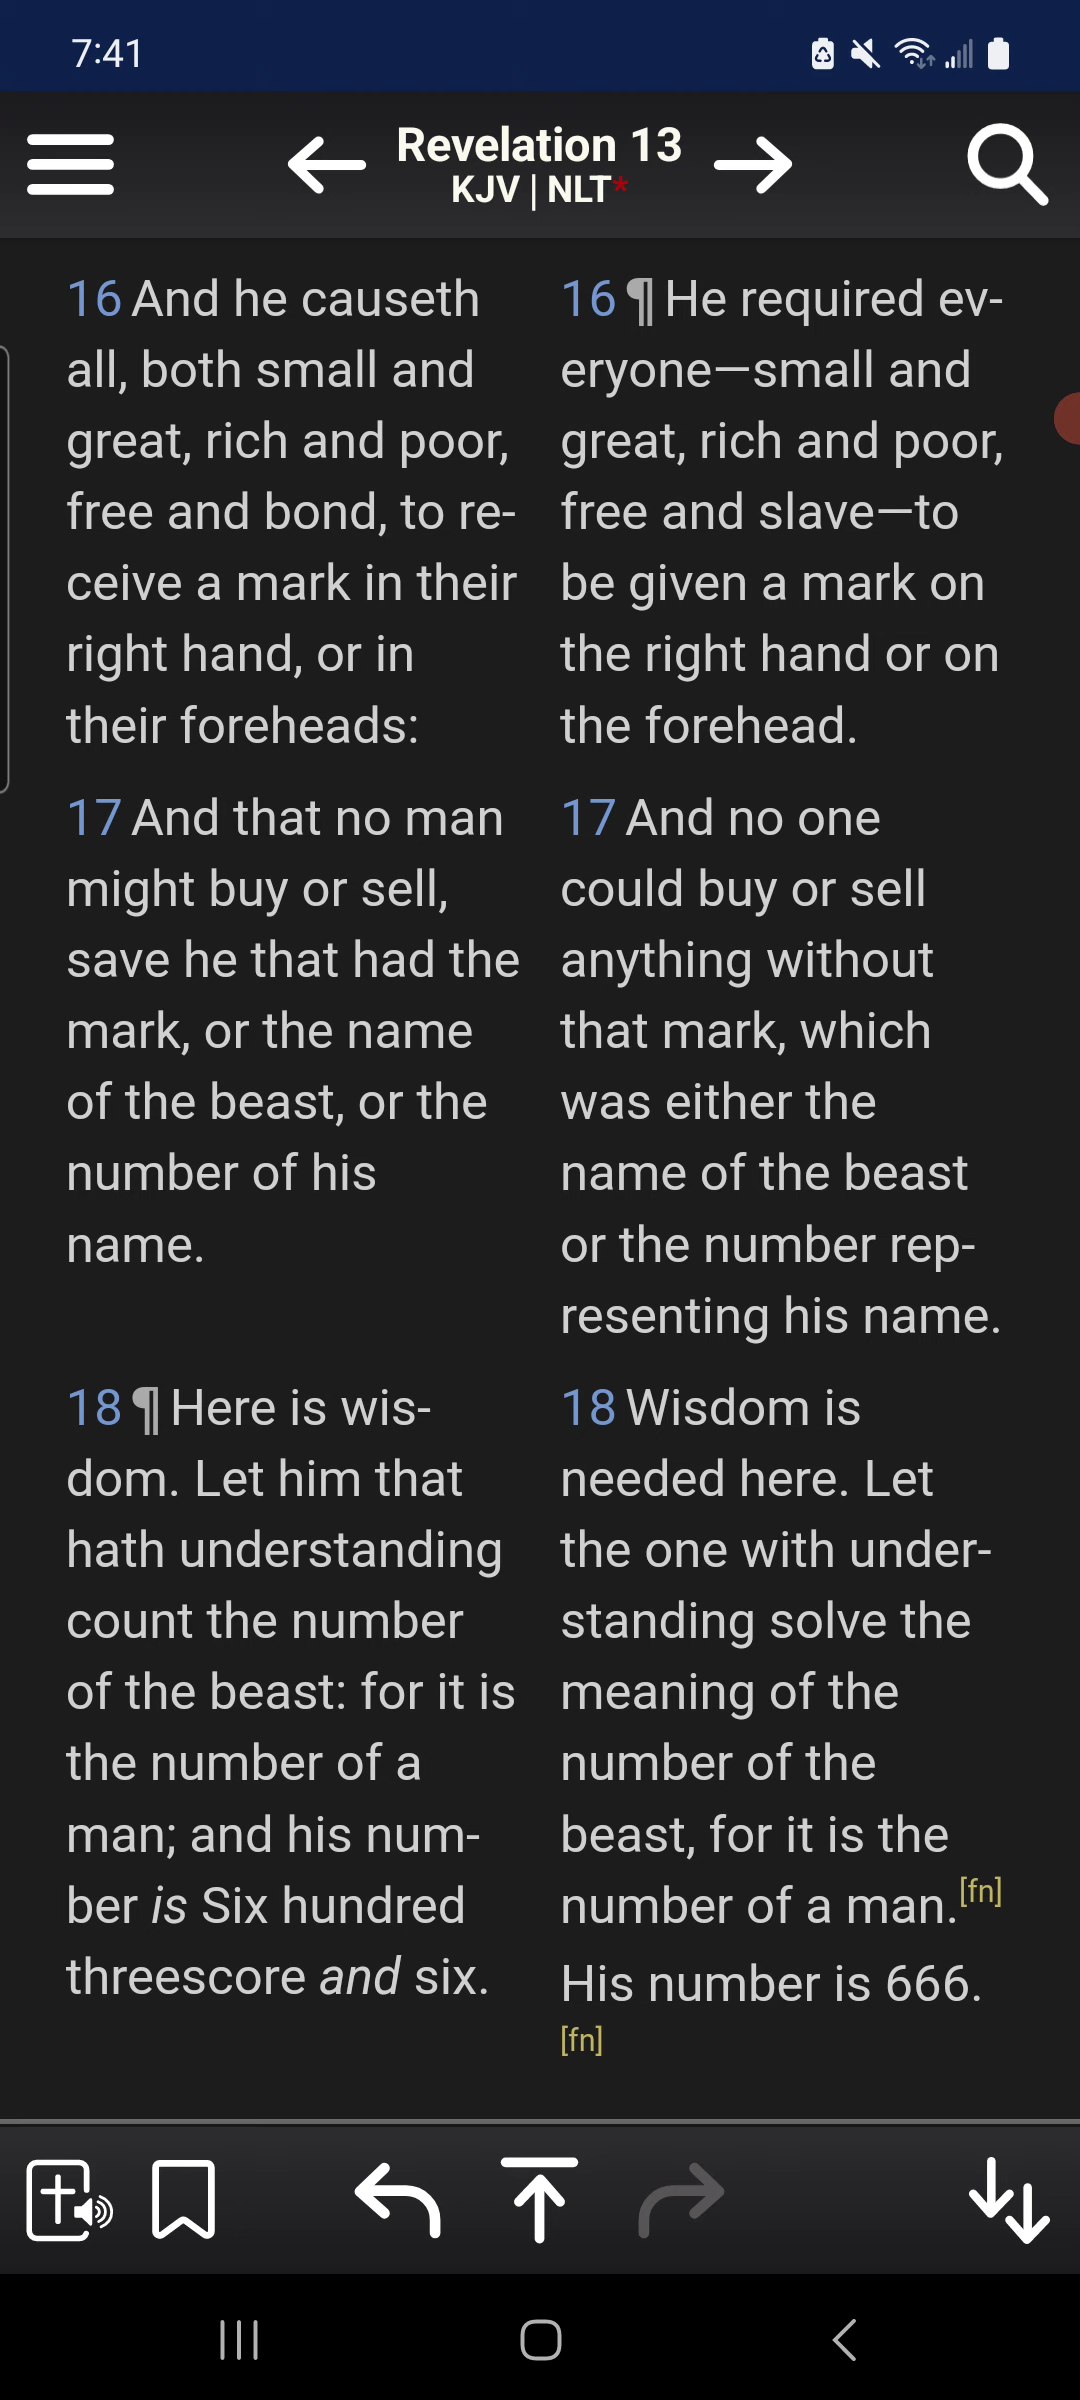 7:41
Revelation 13
KJV | NLT*
16 And he causeth
all, both small and
great, rich and poor,
free and bond, to re-
ceive a mark in their
right hand, or in
their foreheads:
17 And that no man
might buy or sell,
save he that had the
mark, or the name
of the beast, or the
number of his
name.
18 ¶ Here is wis-
dom. Let him that
hath understanding
count the number
of the beast: for it is
the number of a
man; and his num-
ber is Six hundred
threescore and six.
16 ¶ He required ev-
eryone—small and
great, rich and poor,
free and slave—to
be given a mark on
the right hand or on
the forehead.
17 And no one
could buy or sell
anything without
that mark, which
was either the
name of the beast
or the number rep-
resenting his name.
18 Wisdom is
needed here. Let
the one with under-
standing solve the
meaning of the
number of the
beast, for it is the
number of a man.[fn]
His number is 666.
[fn]